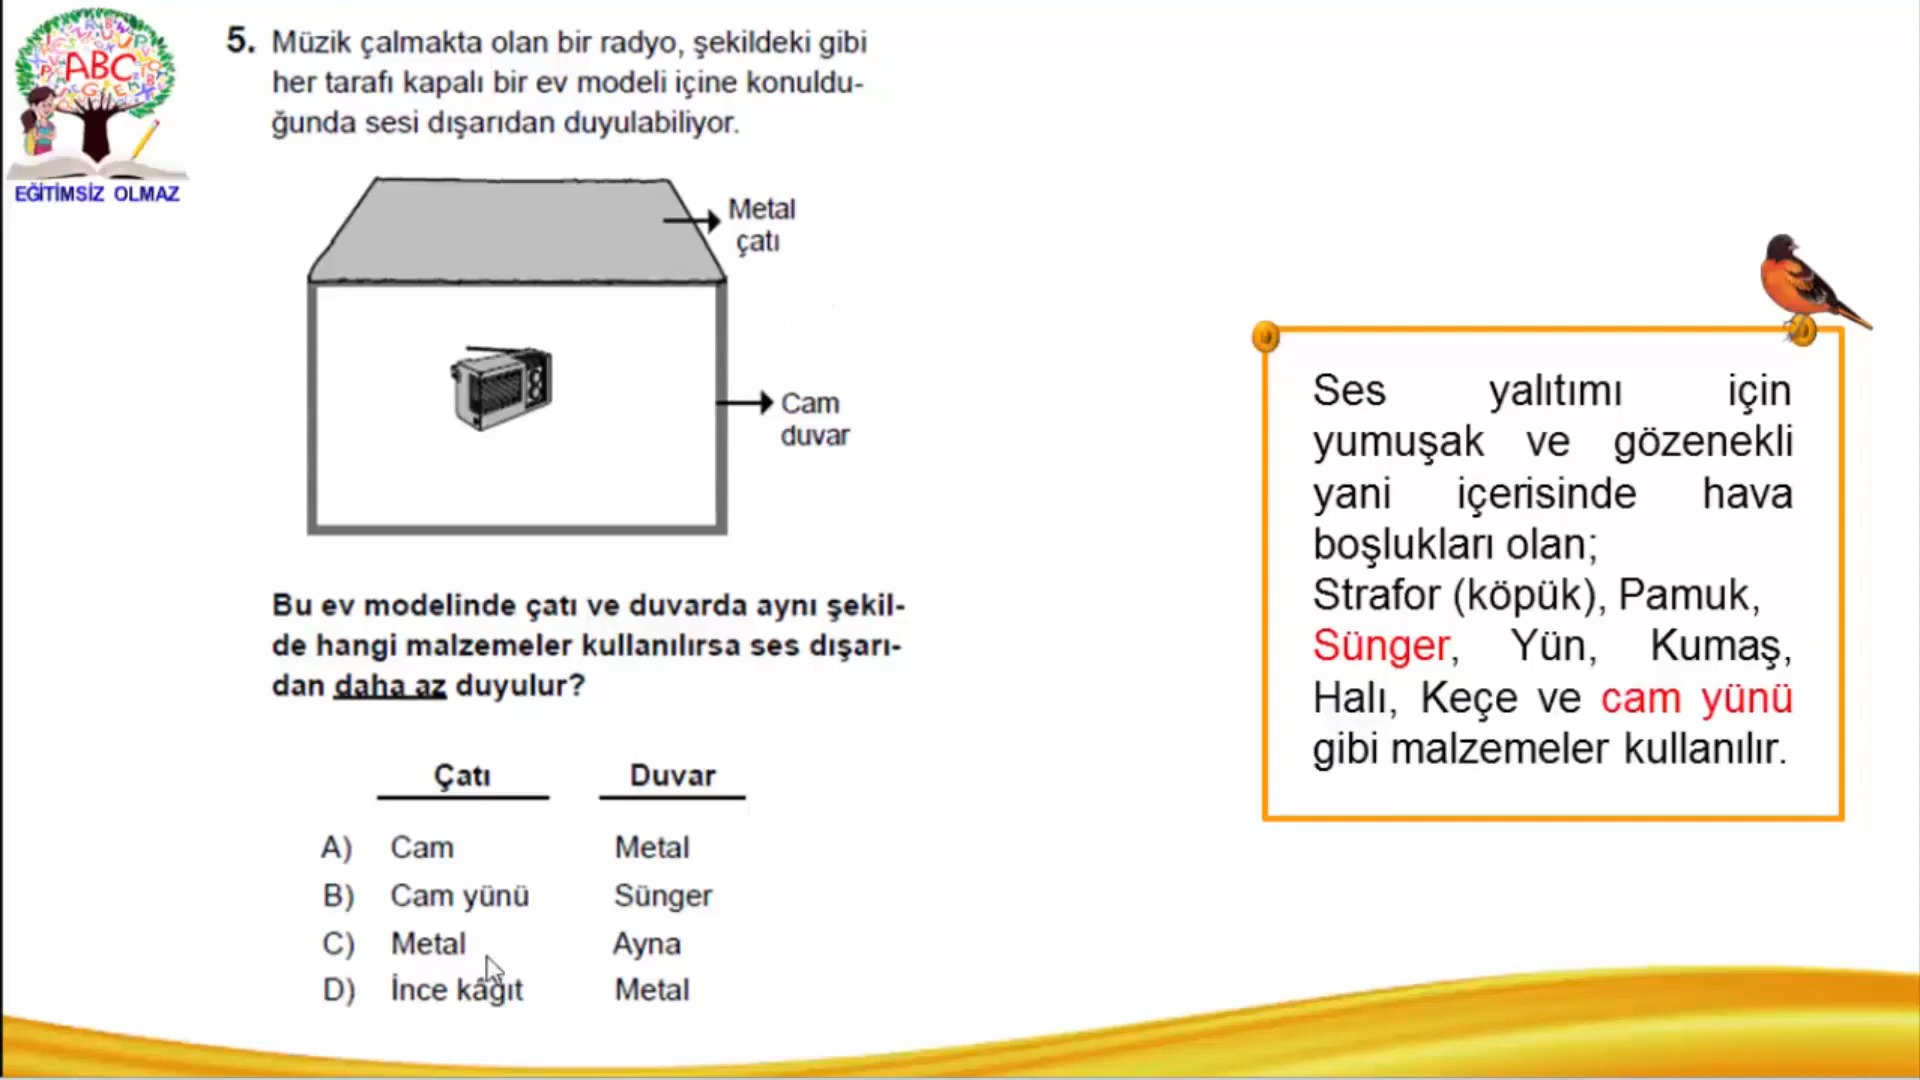 ABC
EĞİTİMSİZ OLMAZ
5. Müzik çalmakta olan bir radyo, şekildeki gibi
her tarafı kapalı bir ev modeli içine konuldu-
ğunda sesi dışarıdan duyulabiliyor.
Metal
çatı
Cam
duvar
Bu ev modelinde çatı ve duvarda aynı şekil-
de hangi malzemeler kullanılırsa ses dışarı-
dan daha az duyulur?
Çatı Duvar
A) Cam Metal
B) Cam yünü Sünger
C) Metal Ayna
D) İnce kâğıt Metal
Ses yalıtımı için
yumuşak ve gözenekli
yani içerisinde hava
boşlukları olan;
Strafor (köpük), Pamuk,
Sünger, Yün, Kumaş,
Halı, Keçe ve cam yünü
gibi malzemeler kullanılır.